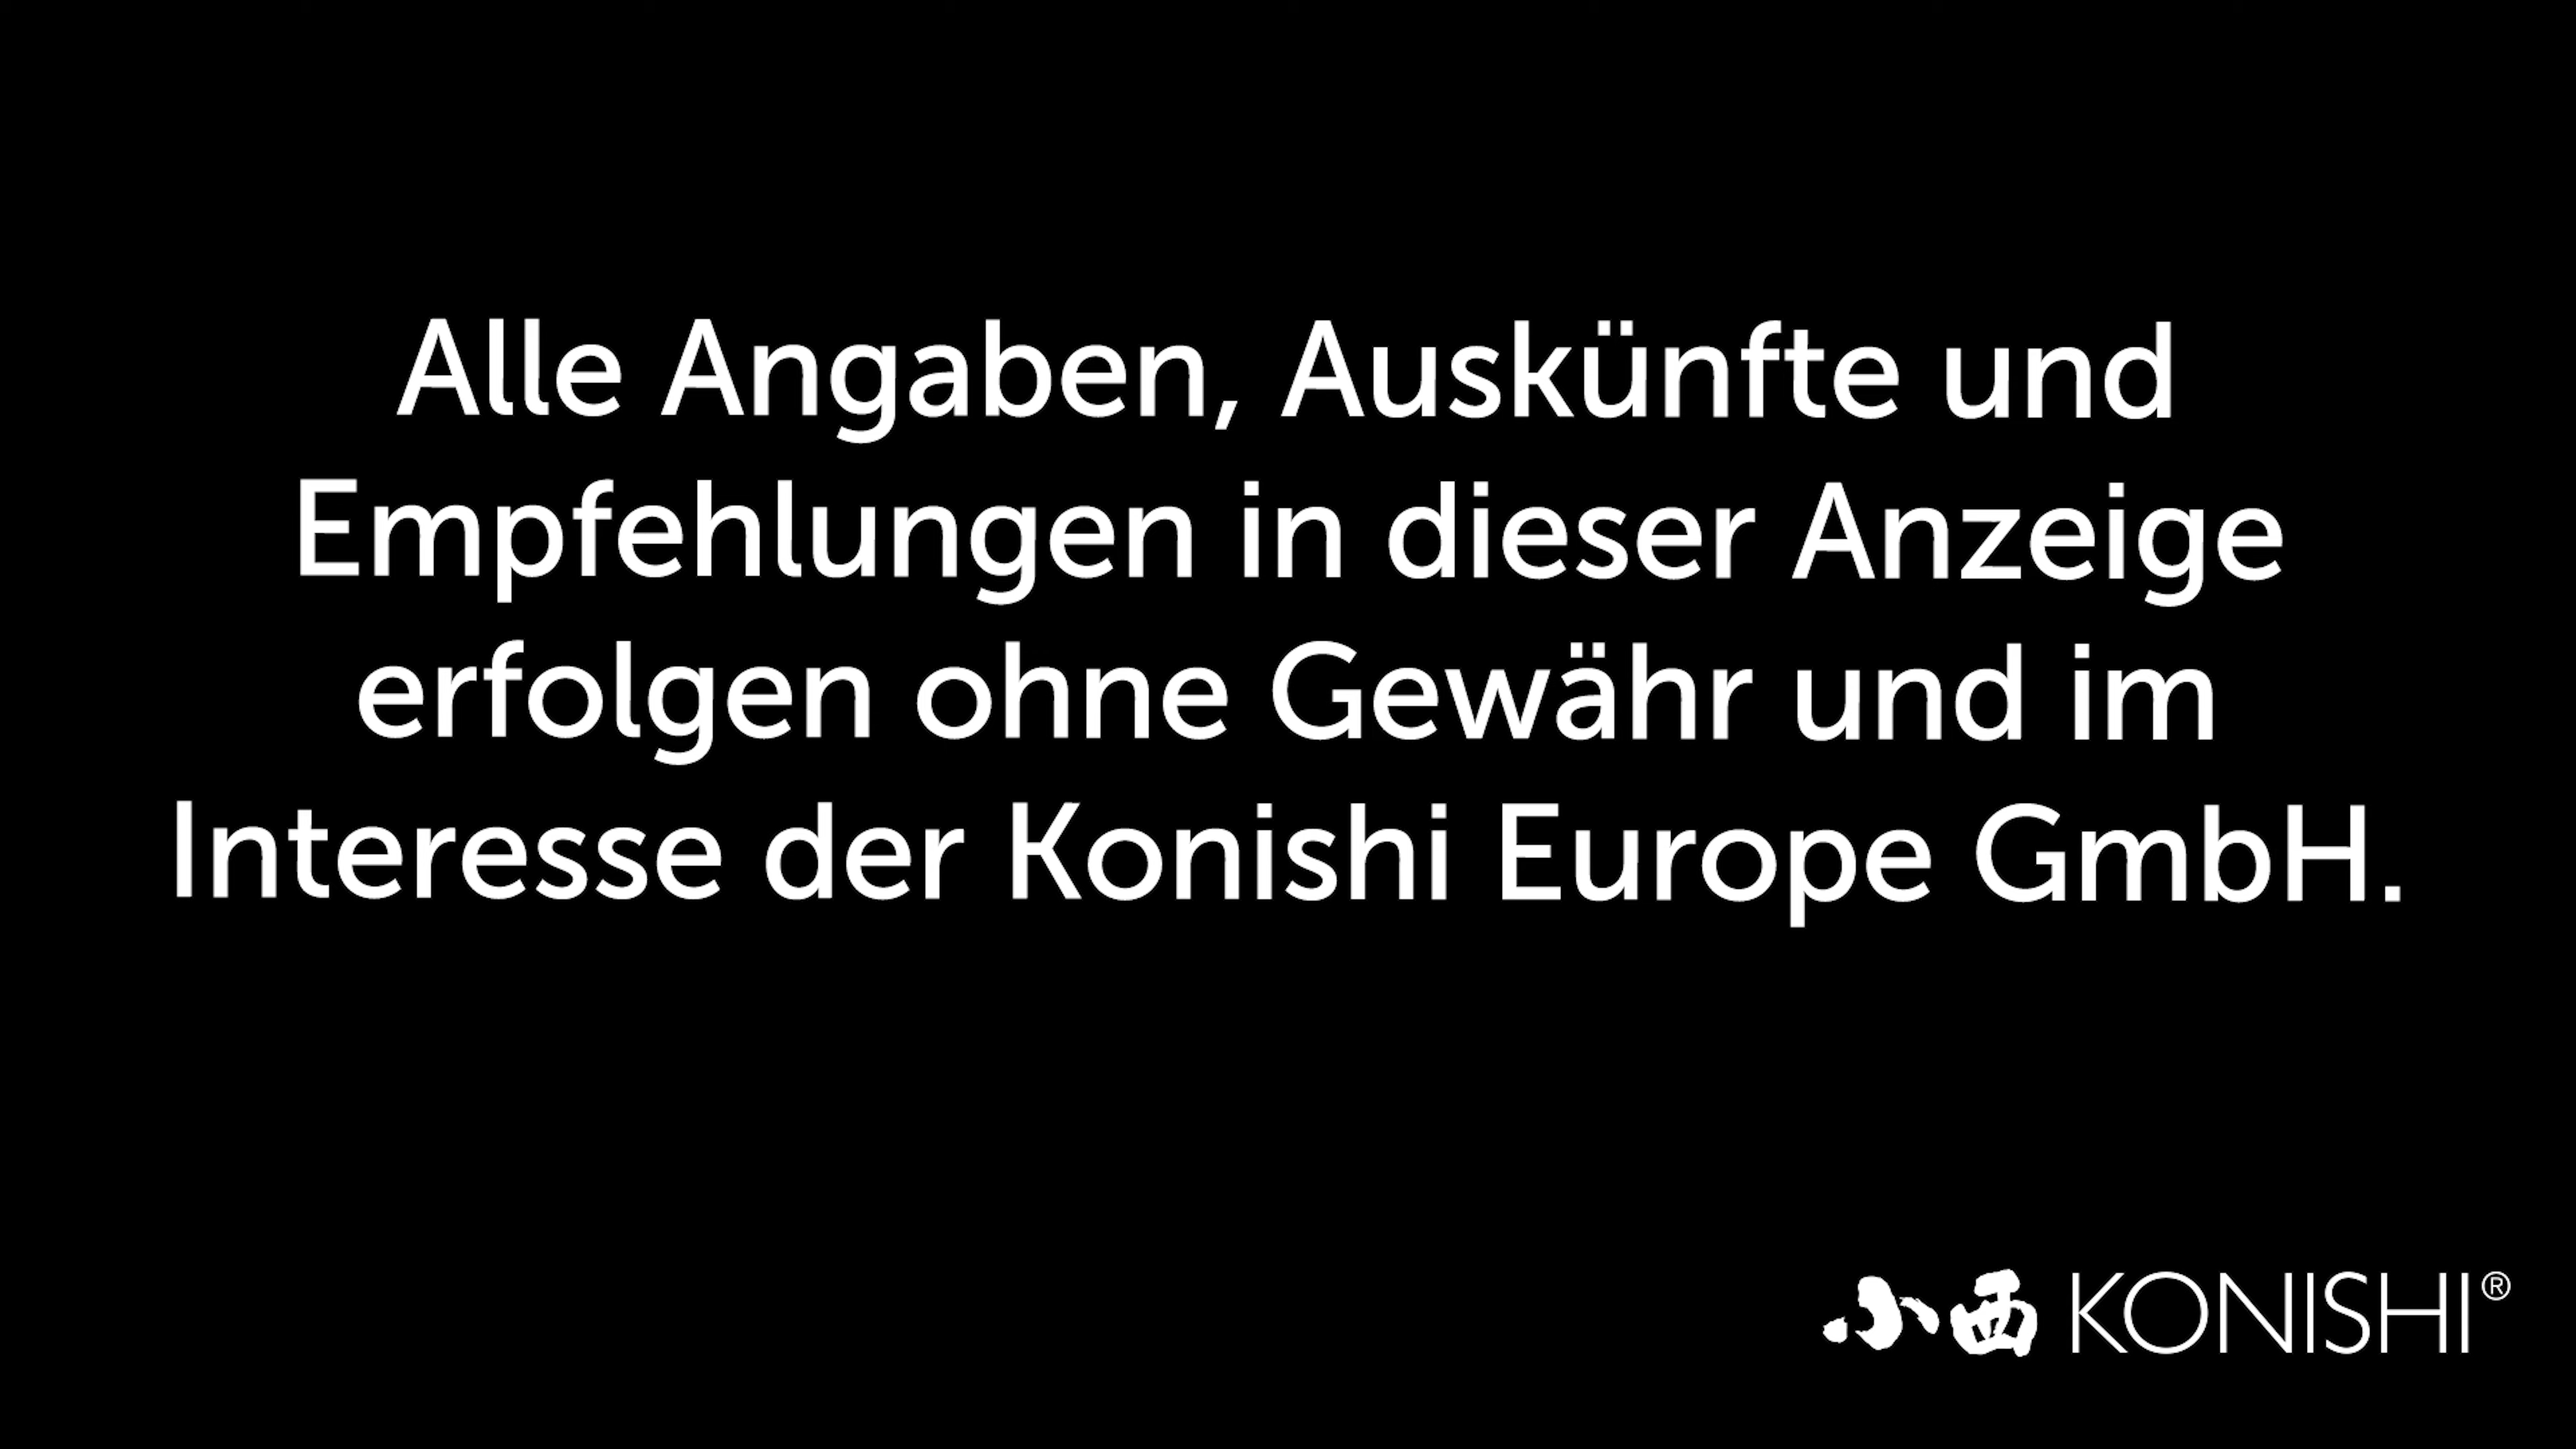 Alle Angaben, Auskünfte und
Empfehlungen in dieser Anzeige
erfolgen ohne Gewähr und im
Interesse der Konishi Europe GmbH.
小西 KONISHI®